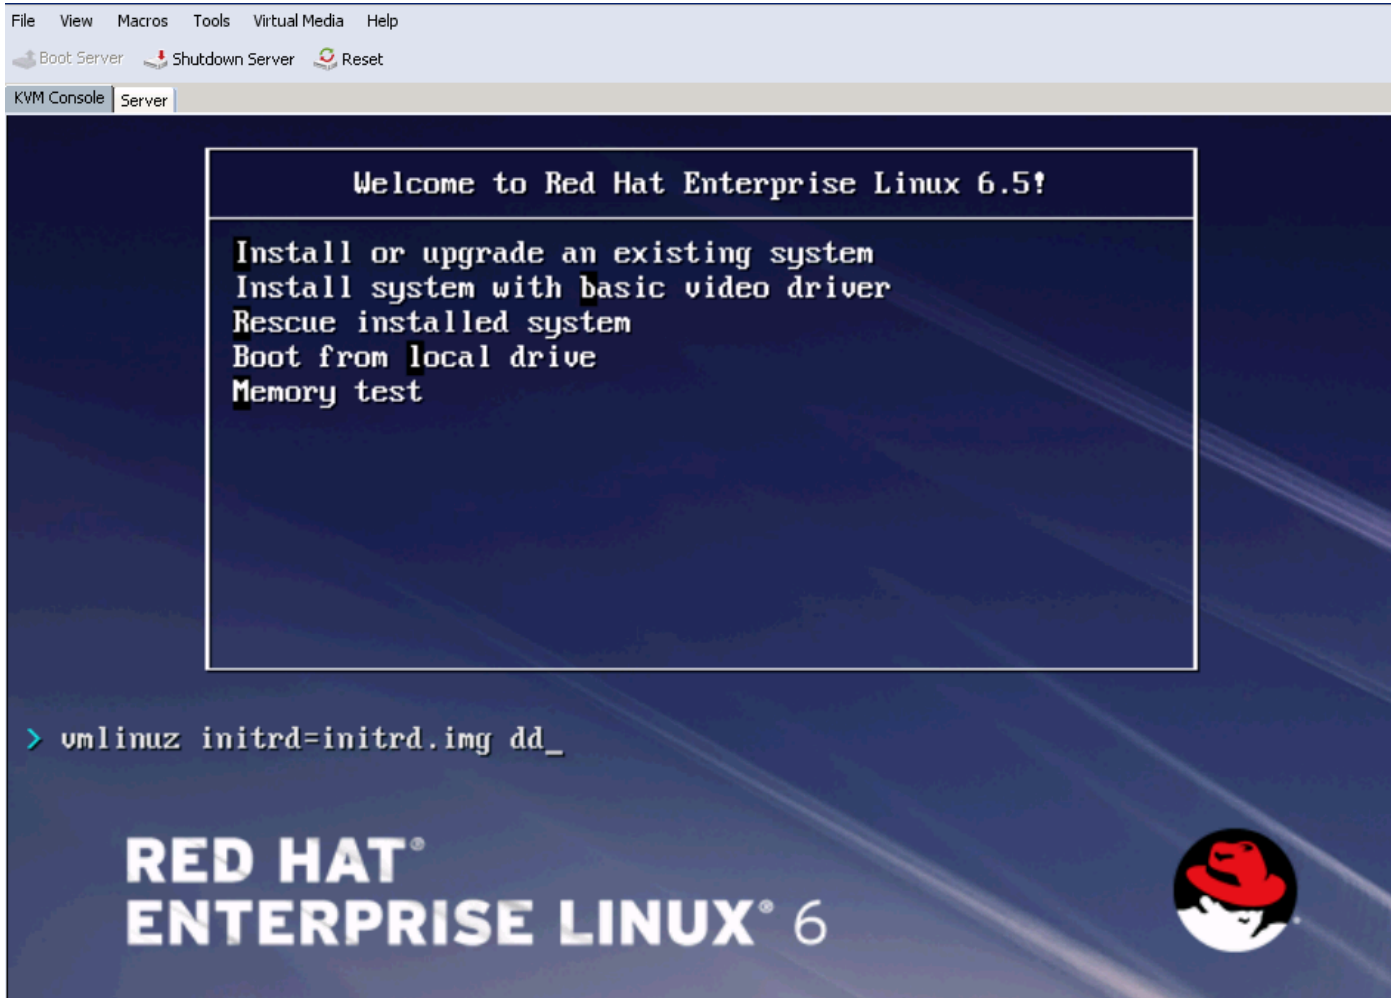 File View Macros Tools Virtual Media Help
Boot Server Shutdown Server Reset
KVM Console Server
Welcome to Red Hat Enterprise Linux 6.5!
Install or upgrade an existing system
Install system with basic video driver
Rescue installed system
Boot from local drive
Memory test
> vmlinuz initrd=initrd.img dd_
RED HAT®
ENTERPRISE LINUX® 6